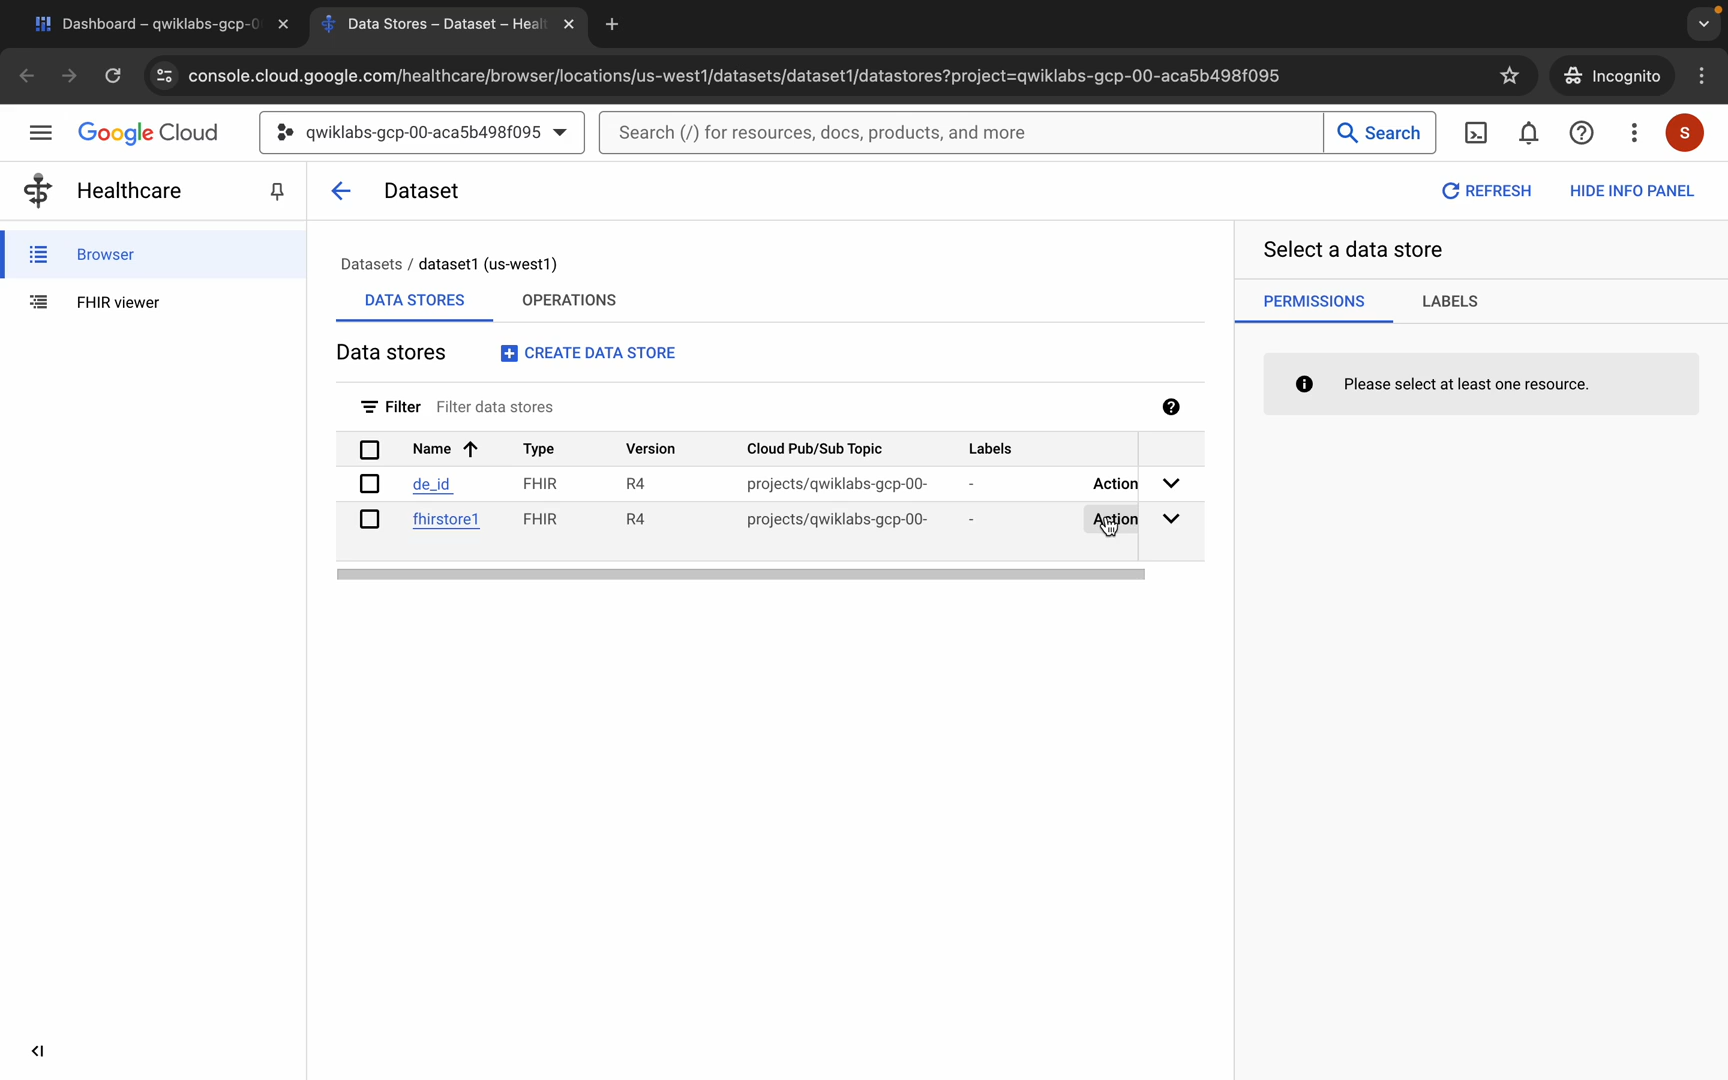 Dashboard – qwiklabs-gcp-0
Data Stores – Dataset – Healt
console.cloud.google.com/healthcare/browser/locations/us-west1/datasets/dataset1/datastores?project=qwiklabs-gcp-00-aca5b498f095
Incognito
Google Cloud
qwiklabs-gcp-00-aca5b498f095
Search (/) for resources, docs, products, and more
Search
S
Healthcare
Dataset
REFRESH
HIDE INFO PANEL
Browser
FHIR viewer
Datasets / dataset1 (us-west1)
DATA STORES
OPERATIONS
Data stores
CREATE DATA STORE
Filter
Filter data stores
Name Type Version Cloud Pub/Sub Topic Labels
de_id FHIR R4 projects/qwiklabs-gcp-00- - Action
fhirstore1 FHIR R4 projects/qwiklabs-gcp-00- - Action
Select a data store
PERMISSIONS
LABELS
Please select at least one resource.